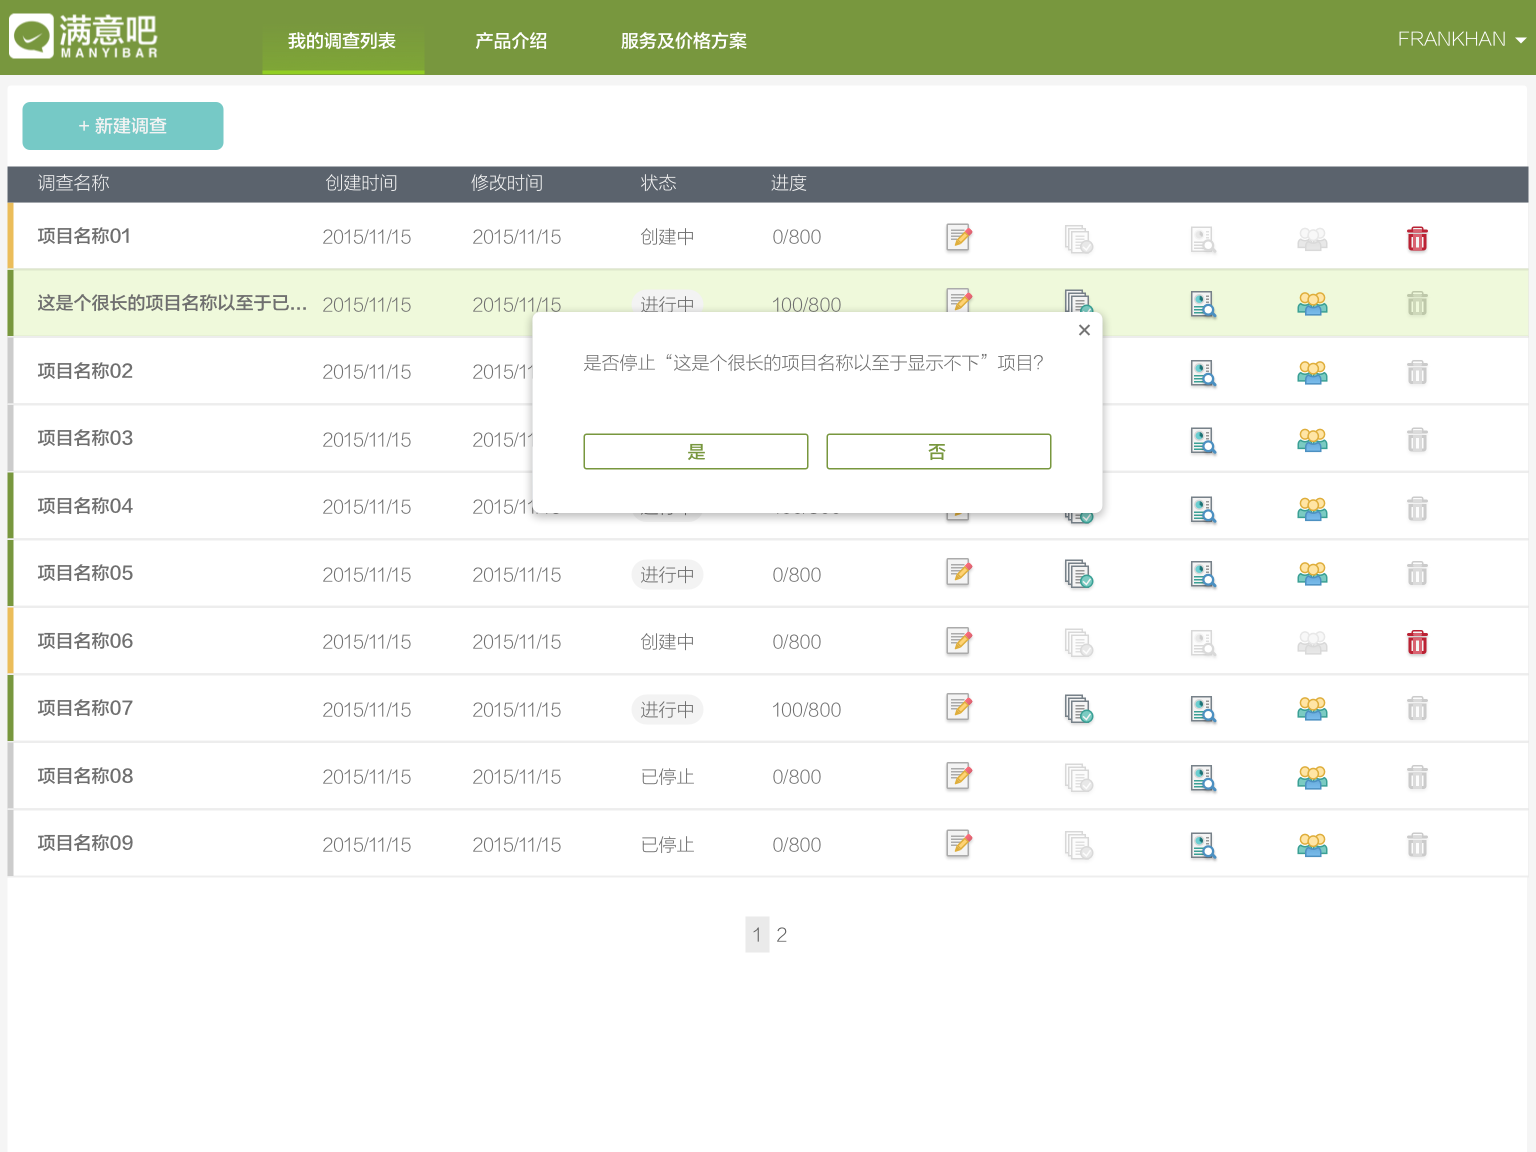 满意吧
MANYIBAR
我的调查列表 产品介绍 服务及价格方案 FRANKHAN
+ 新建调查
调查名称 创建时间 修改时间 状态 进度
项目名称01 2015/11/15 2015/11/15 创建中 0/800
这是个很长的项目名称以至于已... 2015/11/15 2015/11/15 进行中 100/800
×
是否停止“这是个很长的项目名称以至于显示不下”项目?
是 否
项目名称02 2015/11/15 2015/11
项目名称03 2015/11/15 2015/11
项目名称04 2015/11/15 2015/11
项目名称05 2015/11/15 2015/11/15 进行中 0/800
项目名称06 2015/11/15 2015/11/15 创建中 0/800
项目名称07 2015/11/15 2015/11/15 进行中 100/800
项目名称08 2015/11/15 2015/11/15 已停止 0/800
项目名称09 2015/11/15 2015/11/15 已停止 0/800
1 2